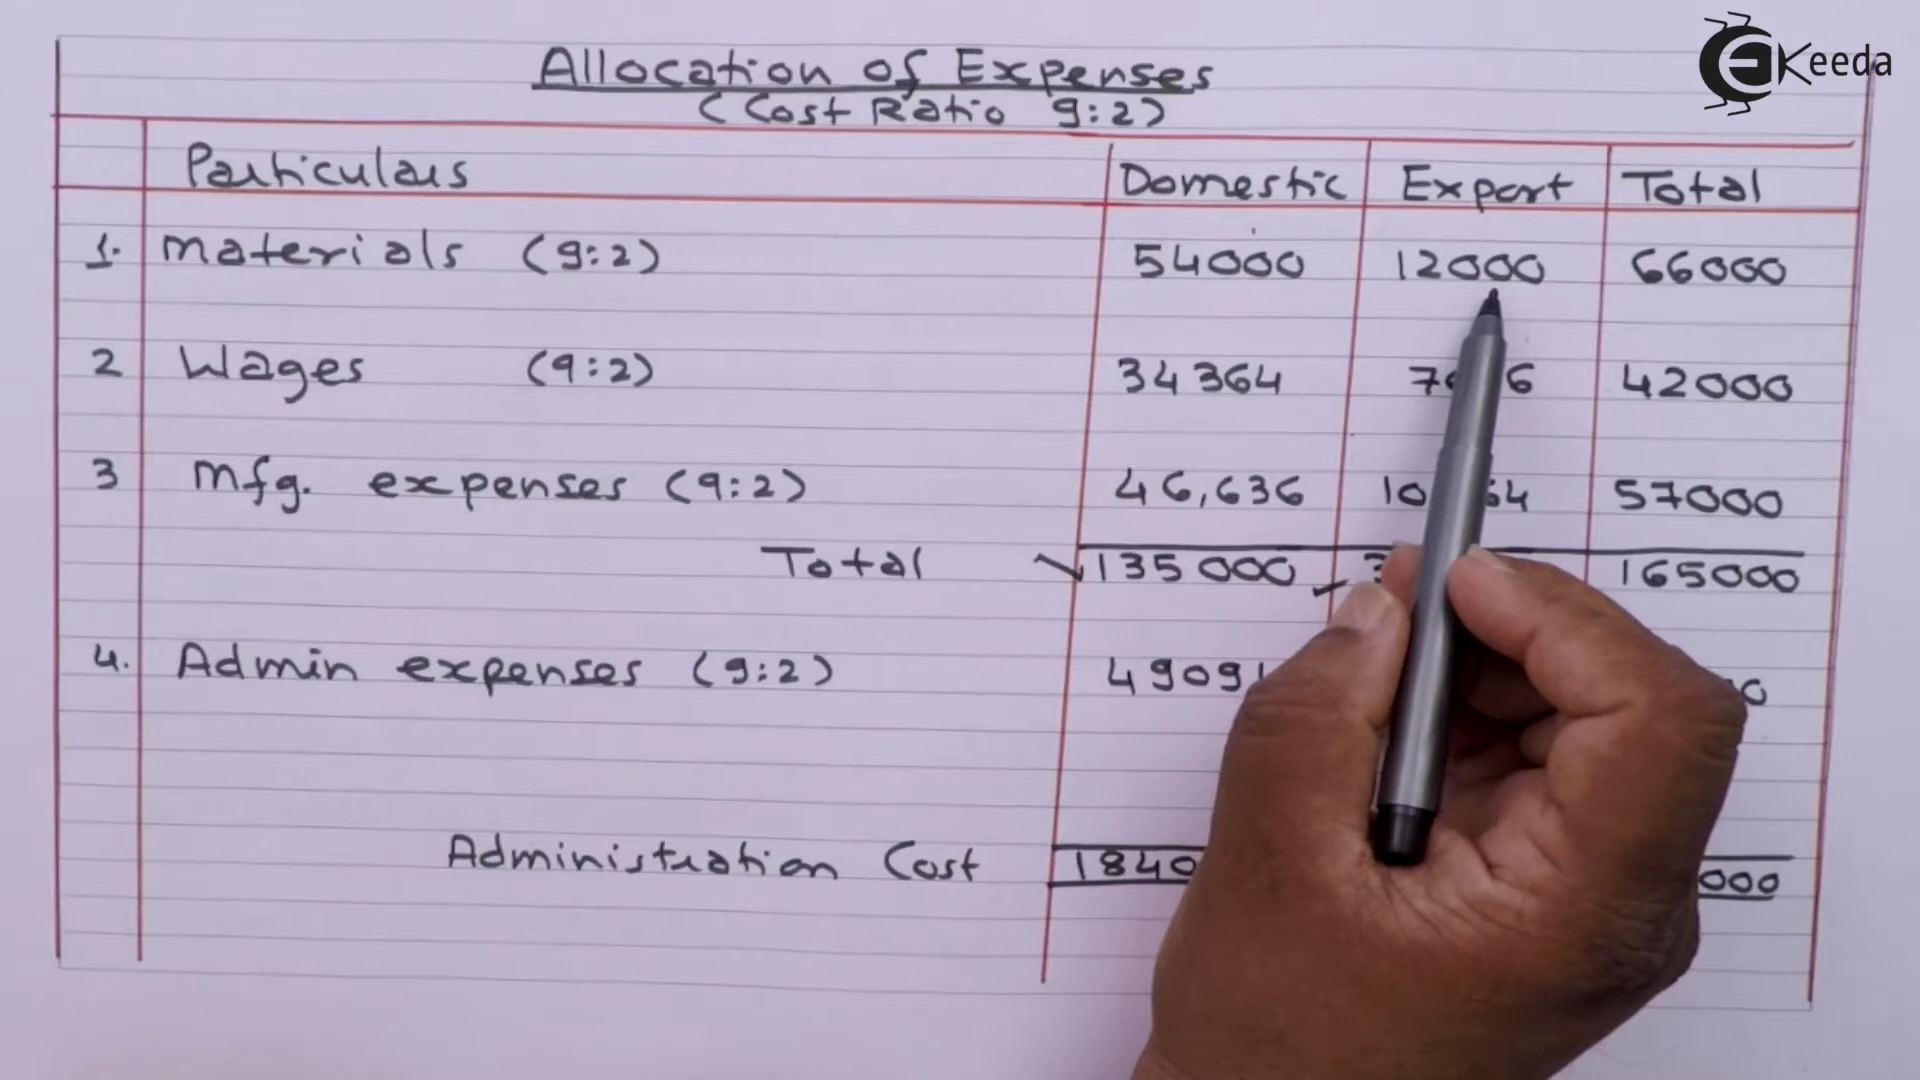 Allocation of Expenses
(Cost Ratio 9:2)
Keeda
Particulars Domestic Export Total
1. Materials (9:2) 54000 12000 66000
2 Wages (9:2) 34364 42000
3 Mfg. expenses (9:2) 46,636 57000
Total 135000 165000
4. Admin expenses (9:2)
Administration Cost